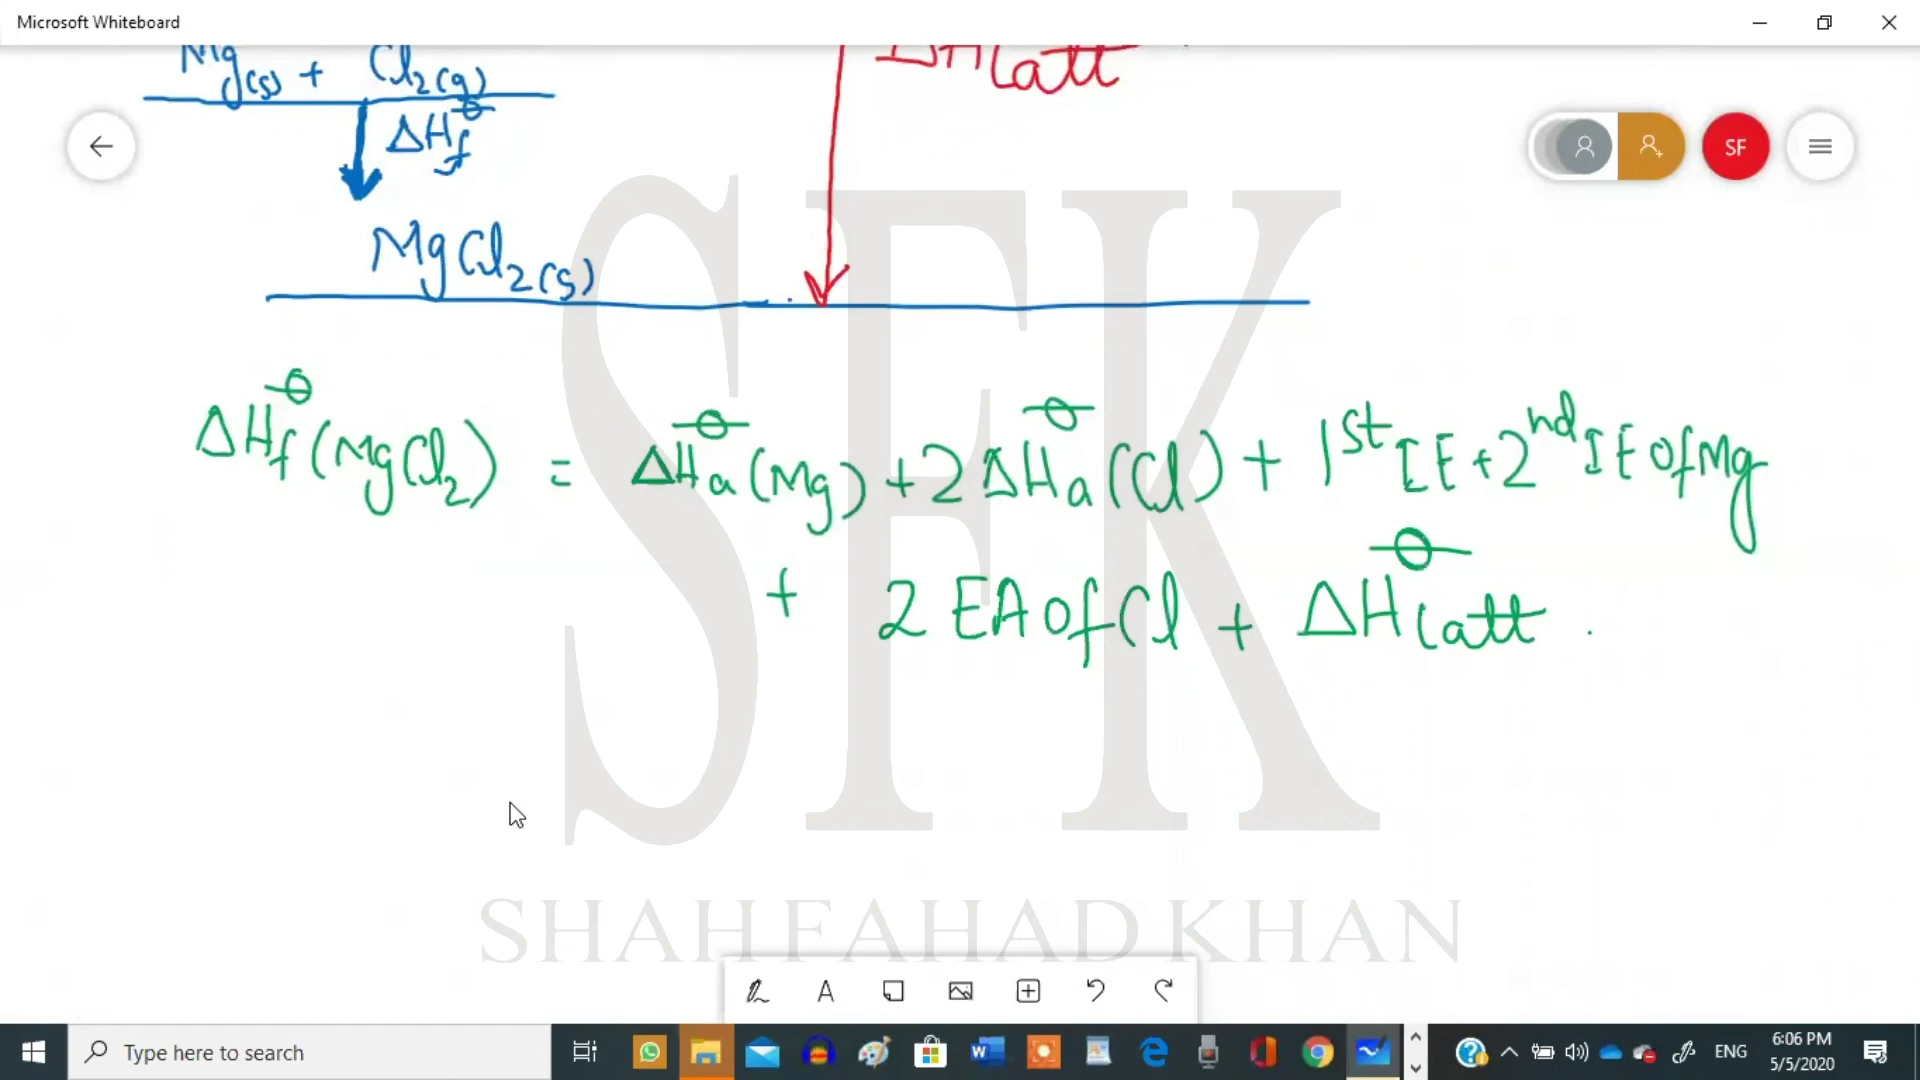 Microsoft Whiteboard
Mg(s) + Cl₂(g)
ΔHlatt
ΔHf⦵
SF
MgCl₂(s)
ΔHf⦵(MgCl₂) = ΔHa⦵(Mg) + 2ΔHa⦵(Cl) + 1st IE + 2nd IE of Mg
+ 2 EA of Cl + ΔHlatt⦵.
SFK
SHAH FAHAD KHAN
Type here to search
ENG
6:06 PM
5/5/2020